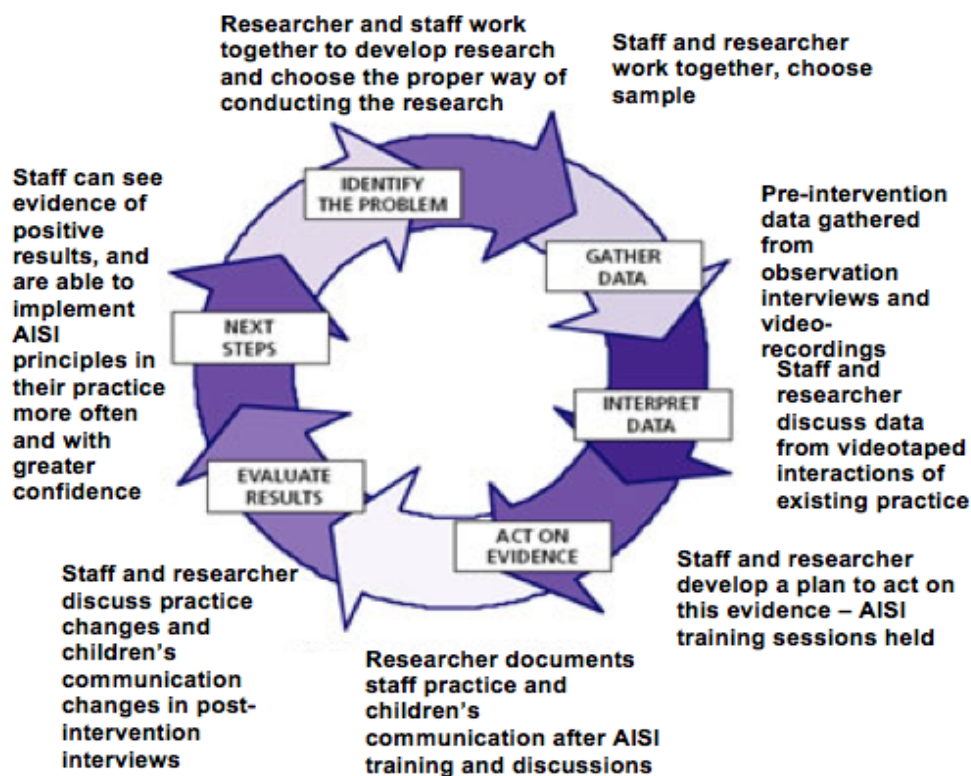 Researcher and staff work
together to develop research
and choose the proper way of
conducting the research
Staff and researcher
work together, choose
sample
IDENTIFY
THE PROBLEM
GATHER
DATA
Pre-intervention
data gathered
from
observation
interviews and
video-
recordings
INTERPRET
DATA
Staff and
researcher
discuss data
from videotaped
interactions of
existing practice
ACT ON
EVIDENCE
Staff and researcher
develop a plan to act on
this evidence – AISI
training sessions held
Researcher documents
staff practice and
children’s
communication after AISI
training and discussions
EVALUATE
RESULTS
Staff and researcher
discuss practice
changes and
children’s
communication
changes in post-
intervention
interviews
NEXT
STEPS
Staff can see
evidence of
positive
results, and
are able to
implement
AISI
principles in
their practice
more often
and with
greater
confidence